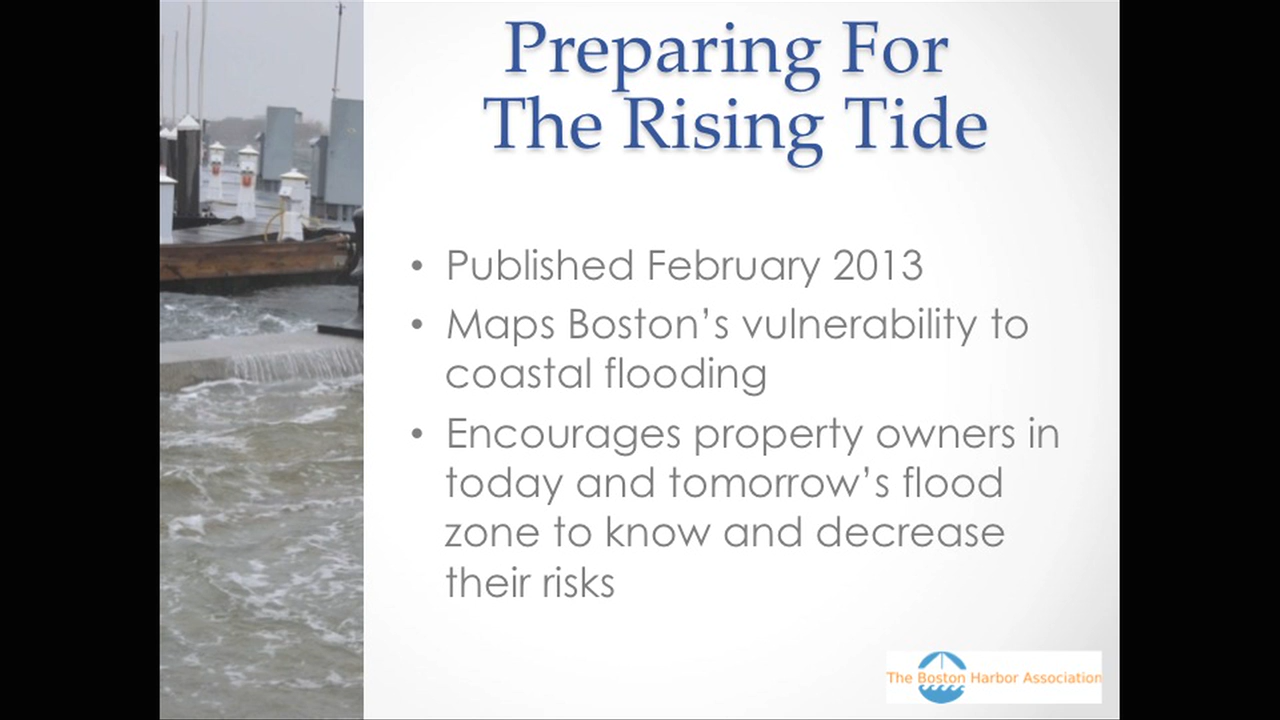 Preparing For
The Rising Tide
• Published February 2013
• Maps Boston's vulnerability to
coastal flooding
• Encourages property owners in
today and tomorrow's flood
zone to know and decrease
their risks
The Boston Harbor Association